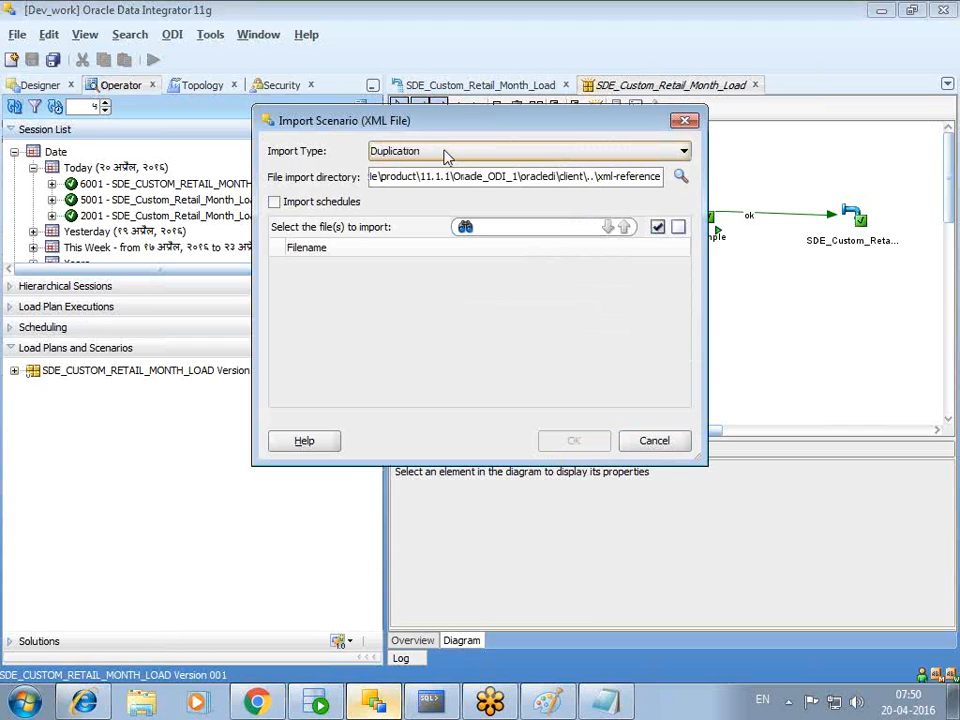 [Dev_work] Oracle Data Integrator 11g
File Edit View Search ODI Tools Window Help
Designer Operator Topology Security
SDE_Custom_Retail_Month_Load SDE_Custom_Retail_Month_Load
Session List
Date
Today (२० अप्रैल, २०१६)
6001 - SDE_CUSTOM_RETAIL_MONTH
5001 - SDE_Custom_Retail_Month_Loa
2001 - SDE_Custom_Retail_Month_Loa
Yesterday (१९ अप्रैल, २०१६)
This Week - from १७ अप्रैल, २०१६ to २३ अ
Hierarchical Sessions
Load Plan Executions
Scheduling
Load Plans and Scenarios
SDE_CUSTOM_RETAIL_MONTH_LOAD Version
Solutions
SDE_CUSTOM_RETAIL_MONTH_LOAD Version 001
Import Scenario (XML File)
Import Type: Duplication
File import directory: le\product\11.1.1\Oracle_ODI_1\oracledi\client\..\xml-reference
Import schedules
Select the file(s) to import:
Filename
Help OK Cancel
ok
mple
SDE_Custom_Reta...
Select an element in the diagram to display its properties
Overview Diagram
Log
EN
07:50
20-04-2016